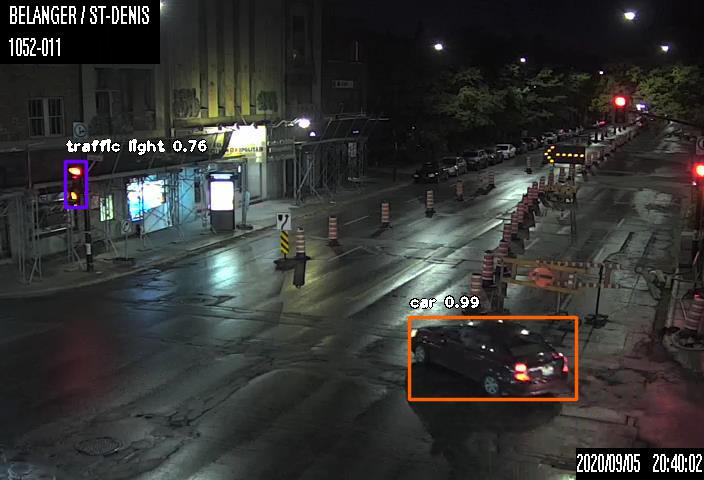 BELANGER / ST-DENIS
1052-011
traffic light 0.76
car 0.99
2020/09/05 20:40:02